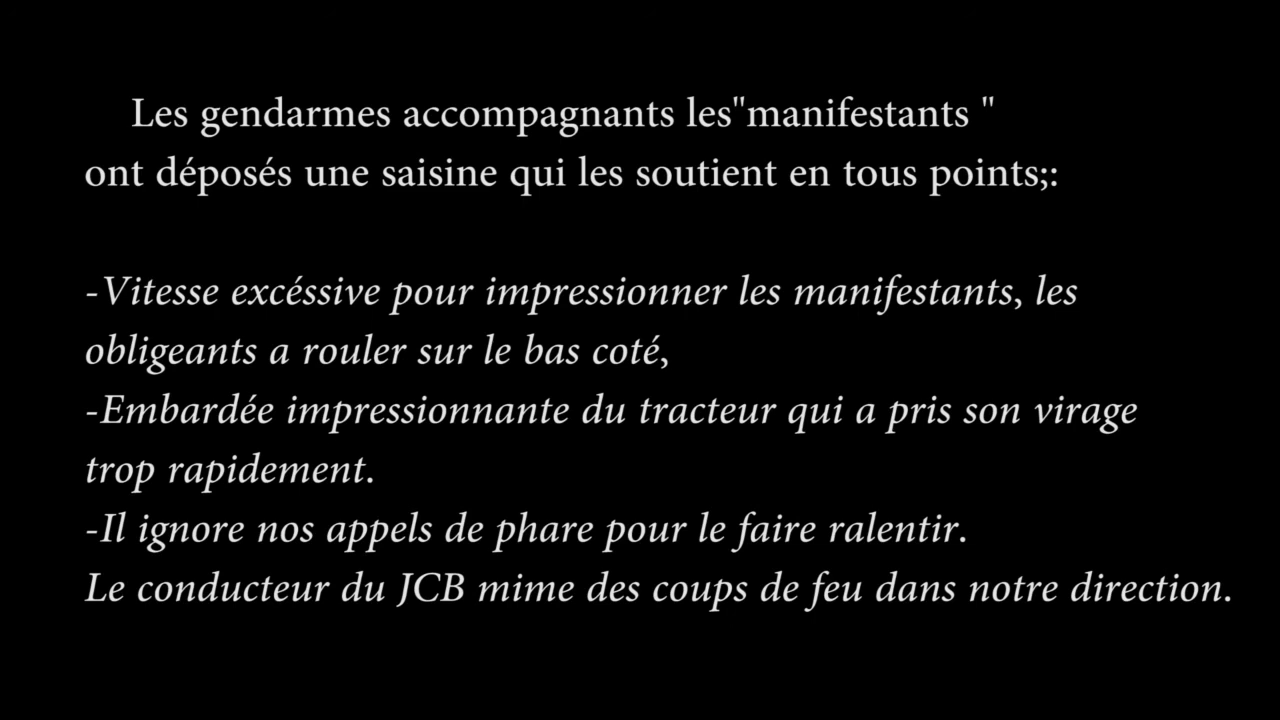 Les gendarmes accompagnants les"manifestants "
ont déposés une saisine qui les soutient en tous points;:
-Vitesse excéssive pour impressionner les manifestants, les
obligeants a rouler sur le bas coté,
-Embardée impressionnante du tracteur qui a pris son virage
trop rapidement.
-Il ignore nos appels de phare pour le faire ralentir.
Le conducteur du JCB mime des coups de feu dans notre direction.